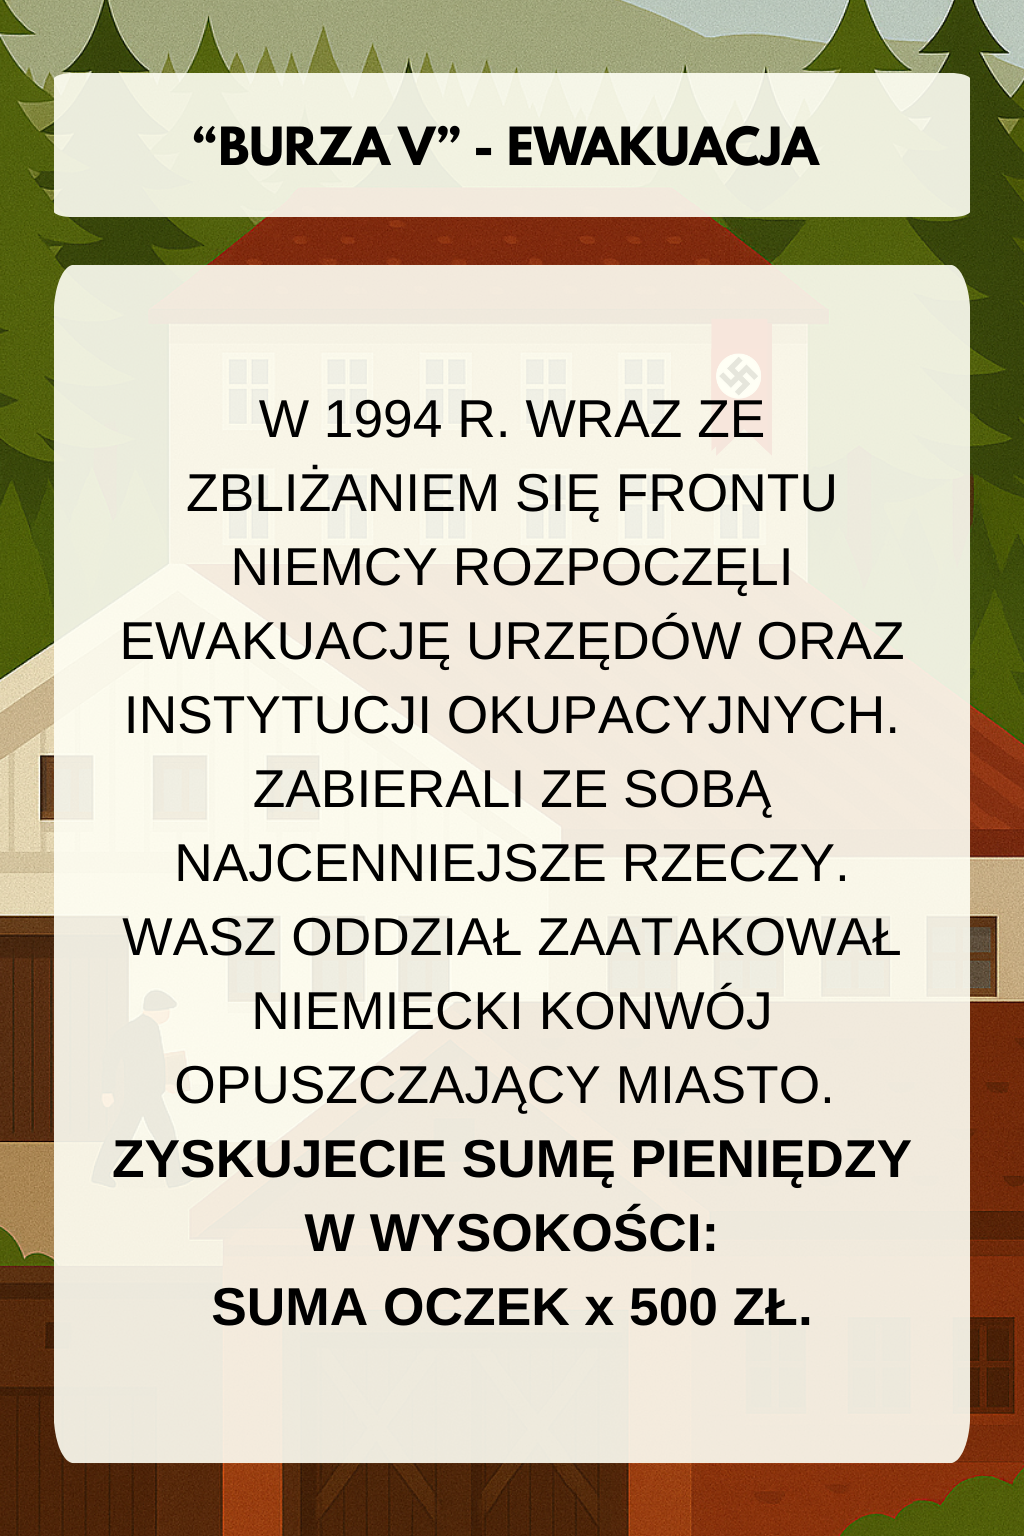 “BURZA V” - EWAKUACJA
W 1994 R. WRAZ ZE
ZBLIŻANIEM SIĘ FRONTU
NIEMCY ROZPOCZĘLI
EWAKUACJĘ URZĘDÓW ORAZ
INSTYTUCJI OKUPACYJNYCH.
ZABIERALI ZE SOBĄ
NAJCENNIEJSZE RZECZY.
WASZ ODDZIAŁ ZAATAKOWAŁ
NIEMIECKI KONWÓJ
OPUSZCZAJĄCY MIASTO.
ZYSKUJECIE SUMĘ PIENIĘDZY
W WYSOKOŚCI:
SUMA OCZEK x 500 ZŁ.